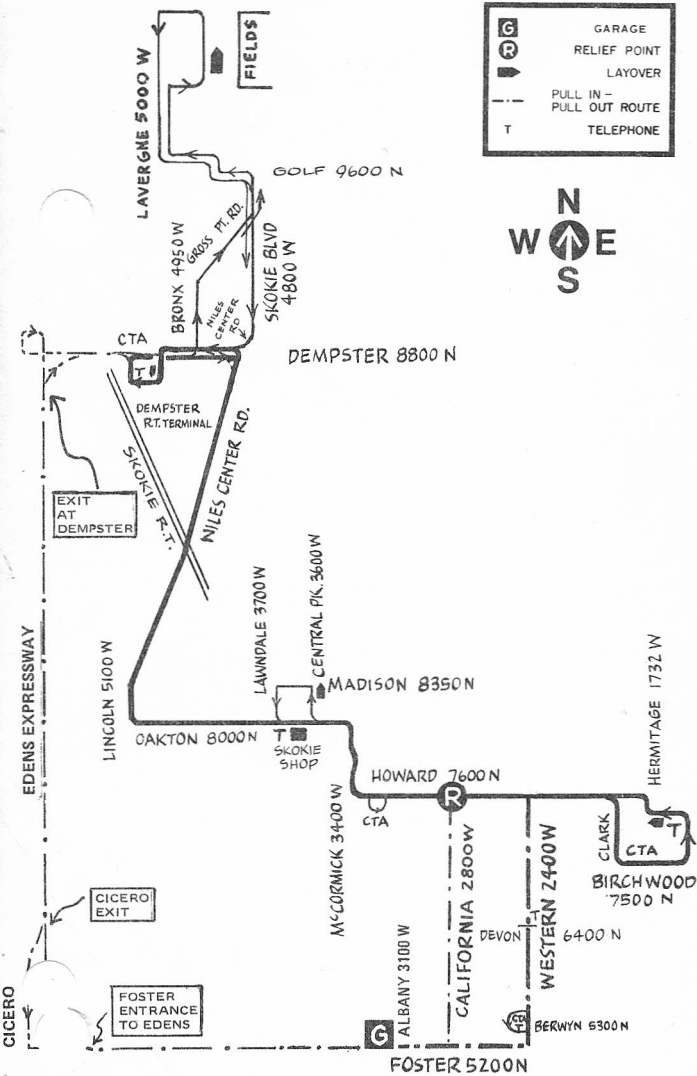 G GARAGE
R RELIEF POINT
LAYOVER
PULL IN -
PULL OUT ROUTE
T TELEPHONE
N
W E
S
FIELDS
LAVERGNE 5000 W
GOLF 9600 N
GROSS PT. RD.
BRONX 4950 W
SKOKIE BLVD
4800 W
NILES
CENTER
RD
CTA
T
DEMPSTER 8800 N
DEMPSTER
R.T. TERMINAL
SKOKIE R.T.
NILES CENTER RD.
EXIT
AT
DEMPSTER
EDENS EXPRESSWAY
LINCOLN 5100 W
LAWNDALE 3700 W
CENTRAL PK. 3600 W
MADISON 8350 N
OAKTON 8000 N
T
SKOKIE
SHOP
HERMITAGE 1732 W
HOWARD 7600 N
R
CTA
McCORMICK 3400 W
CLARK
T
CTA
BIRCHWOOD
7500 N
CALIFORNIA 2800 W
WESTERN 2400 W
T
DEVON 6400 N
CICERO
EXIT
CICERO
FOSTER
ENTRANCE
TO EDENS
ALBANY 3100 W
G
T
BERWYN 5300 N
FOSTER 5200 N